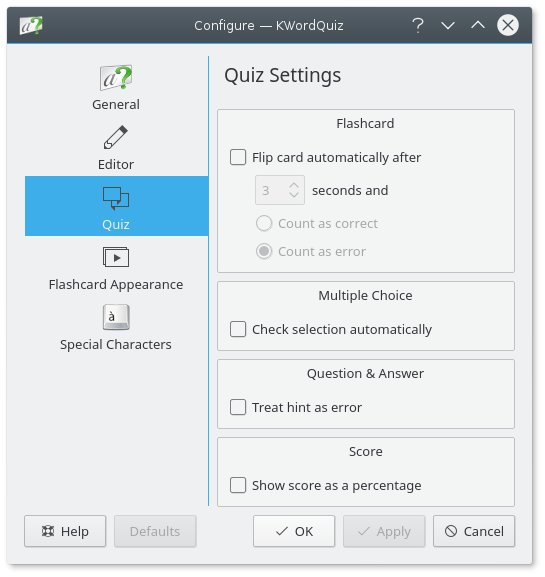 Configure — KWordQuiz
General
Editor
Quiz
Flashcard Appearance
à
Special Characters
Quiz Settings
Flashcard
Flip card automatically after
3 seconds and
Count as correct
Count as error
Multiple Choice
Check selection automatically
Question & Answer
Treat hint as error
Score
Show score as a percentage
Help Defaults OK Apply Cancel